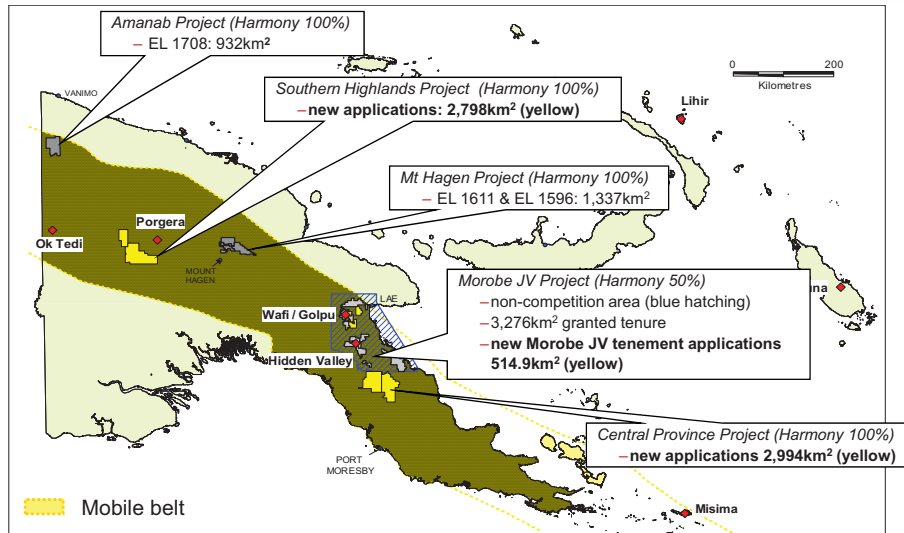 Amanab Project (Harmony 100%)
– EL 1708: 932km²
VANIMO
Southern Highlands Project (Harmony 100%)
– new applications: 2,798km² (yellow)
0 200
Kilometres
Lihir
Mt Hagen Project (Harmony 100%)
– EL 1611 & EL 1596: 1,337km²
Porgera
Ok Tedi
MOUNT
HAGEN
Morobe JV Project (Harmony 50%)
– non-competition area (blue hatching)
– 3,276km² granted tenure
– new Morobe JV tenement applications
514.9km² (yellow)
una
LAE
Wafi / Golpu
Hidden Valley
Central Province Project (Harmony 100%)
– new applications 2,994km² (yellow)
PORT
MORESBY
Mobile belt
Misima